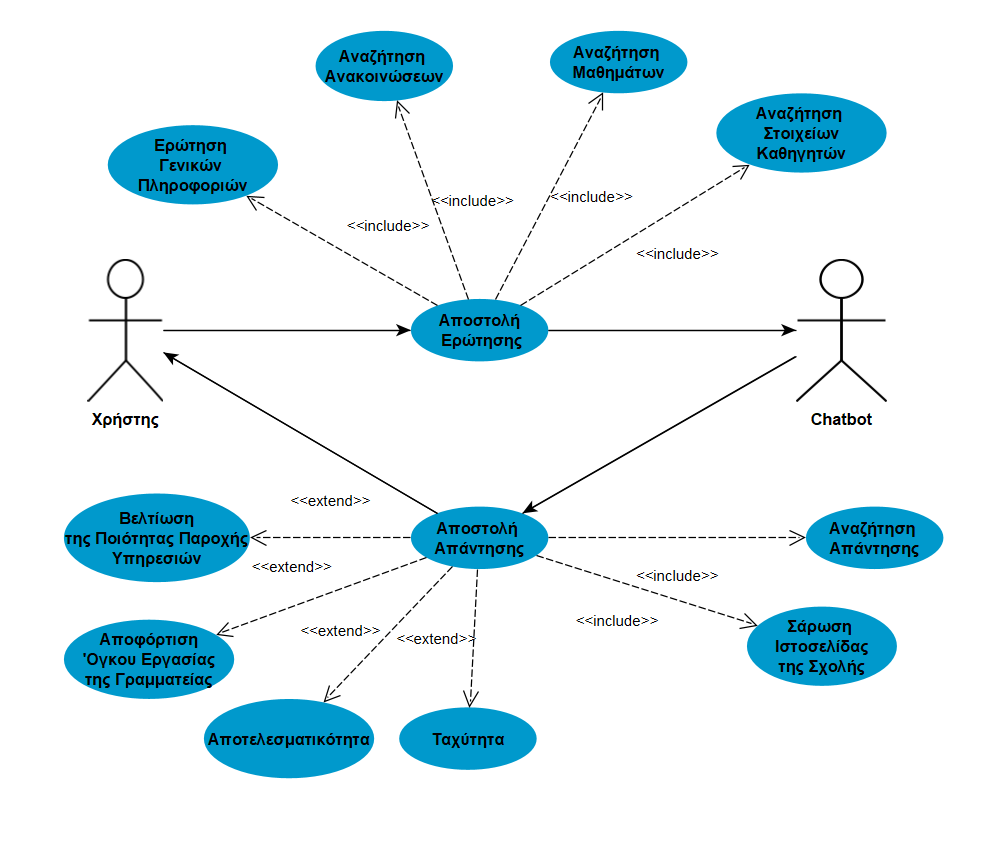 Αναζήτηση
Ανακοινώσεων
Αναζήτηση
Μαθημάτων
Αναζήτηση
Στοιχείων
Καθηγητών
Ερώτηση
Γενικών
Πληροφοριών
<<include>>
<<include>>
<<include>>
<<include>>
Αποστολή
Ερώτησης
Χρήστης
Chatbot
<<extend>>
Βελτίωση
της Ποιότητας Παροχής
Υπηρεσιών
Αποστολή
Απάντησης
Αναζήτηση
Απάντησης
<<extend>>
<<include>>
<<extend>>
<<extend>>
<<include>>
Αποφόρτιση
'Ογκου Εργασίας
της Γραμματείας
Σάρωση
Ιστοσελίδας
της Σχολής
Αποτελεσματικότητα
Ταχύτητα